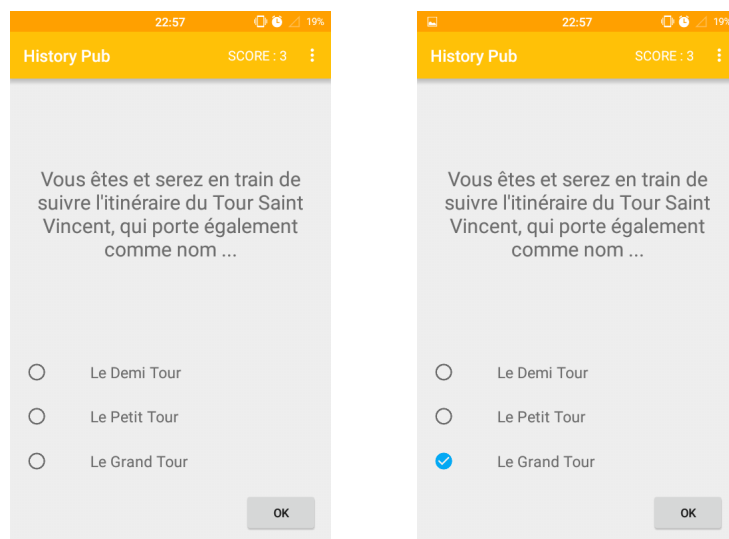 22:57 19%
History Pub SCORE : 3
Vous êtes et serez en train de
suivre l'itinéraire du Tour Saint
Vincent, qui porte également
comme nom ...
Le Demi Tour
Le Petit Tour
Le Grand Tour
OK
22:57 19%
History Pub SCORE : 3
Vous êtes et serez en train de
suivre l'itinéraire du Tour Saint
Vincent, qui porte également
comme nom ...
Le Demi Tour
Le Petit Tour
Le Grand Tour
OK